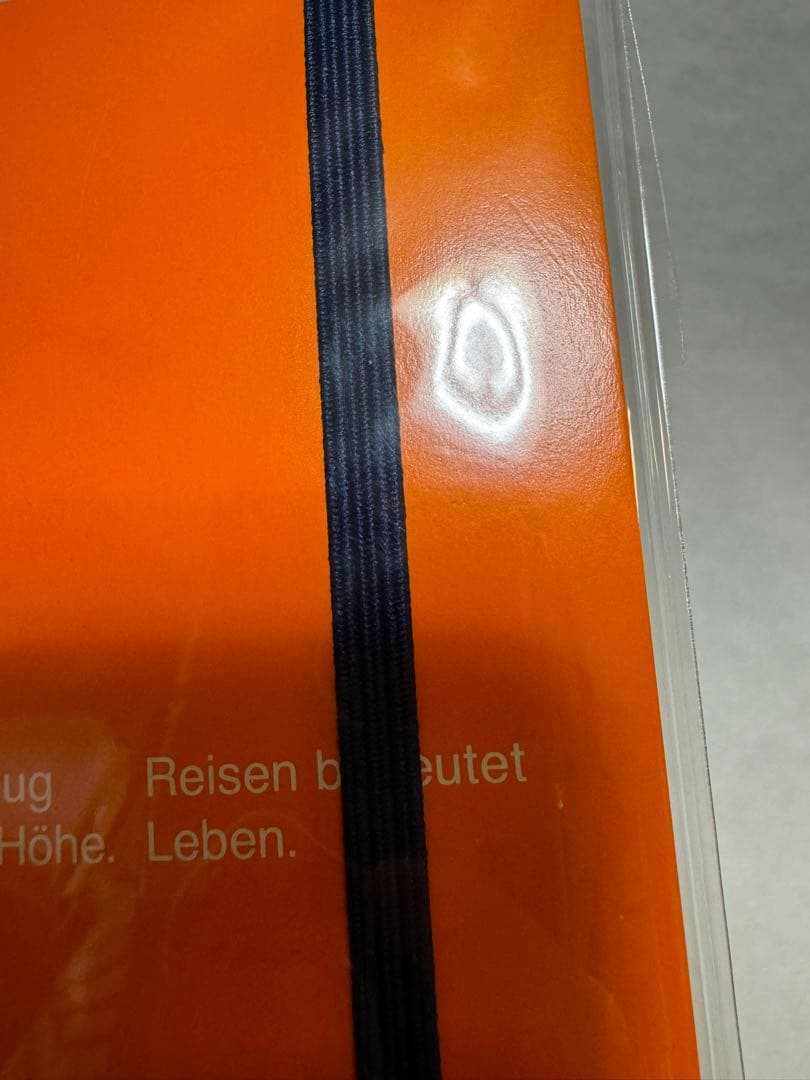 ug
Höhe.
Reisen b eutet
Leben.